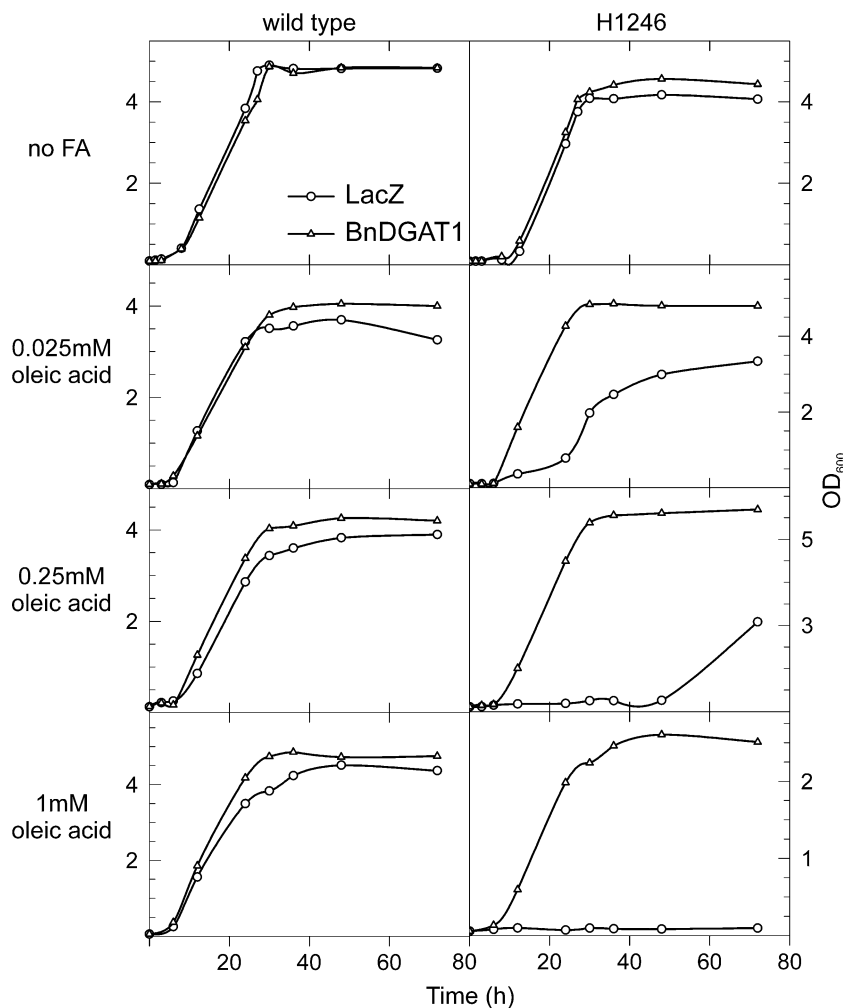 wild type H1246
4 4
no FA
LacZ
BnDGAT1
2 2
4 4
0.025mM
oleic acid
2 2
OD600
4 5
0.25mM
oleic acid
2 3
4 2
1mM
oleic acid
2 1
20 40 60 80 20 40 60 80
Time (h)